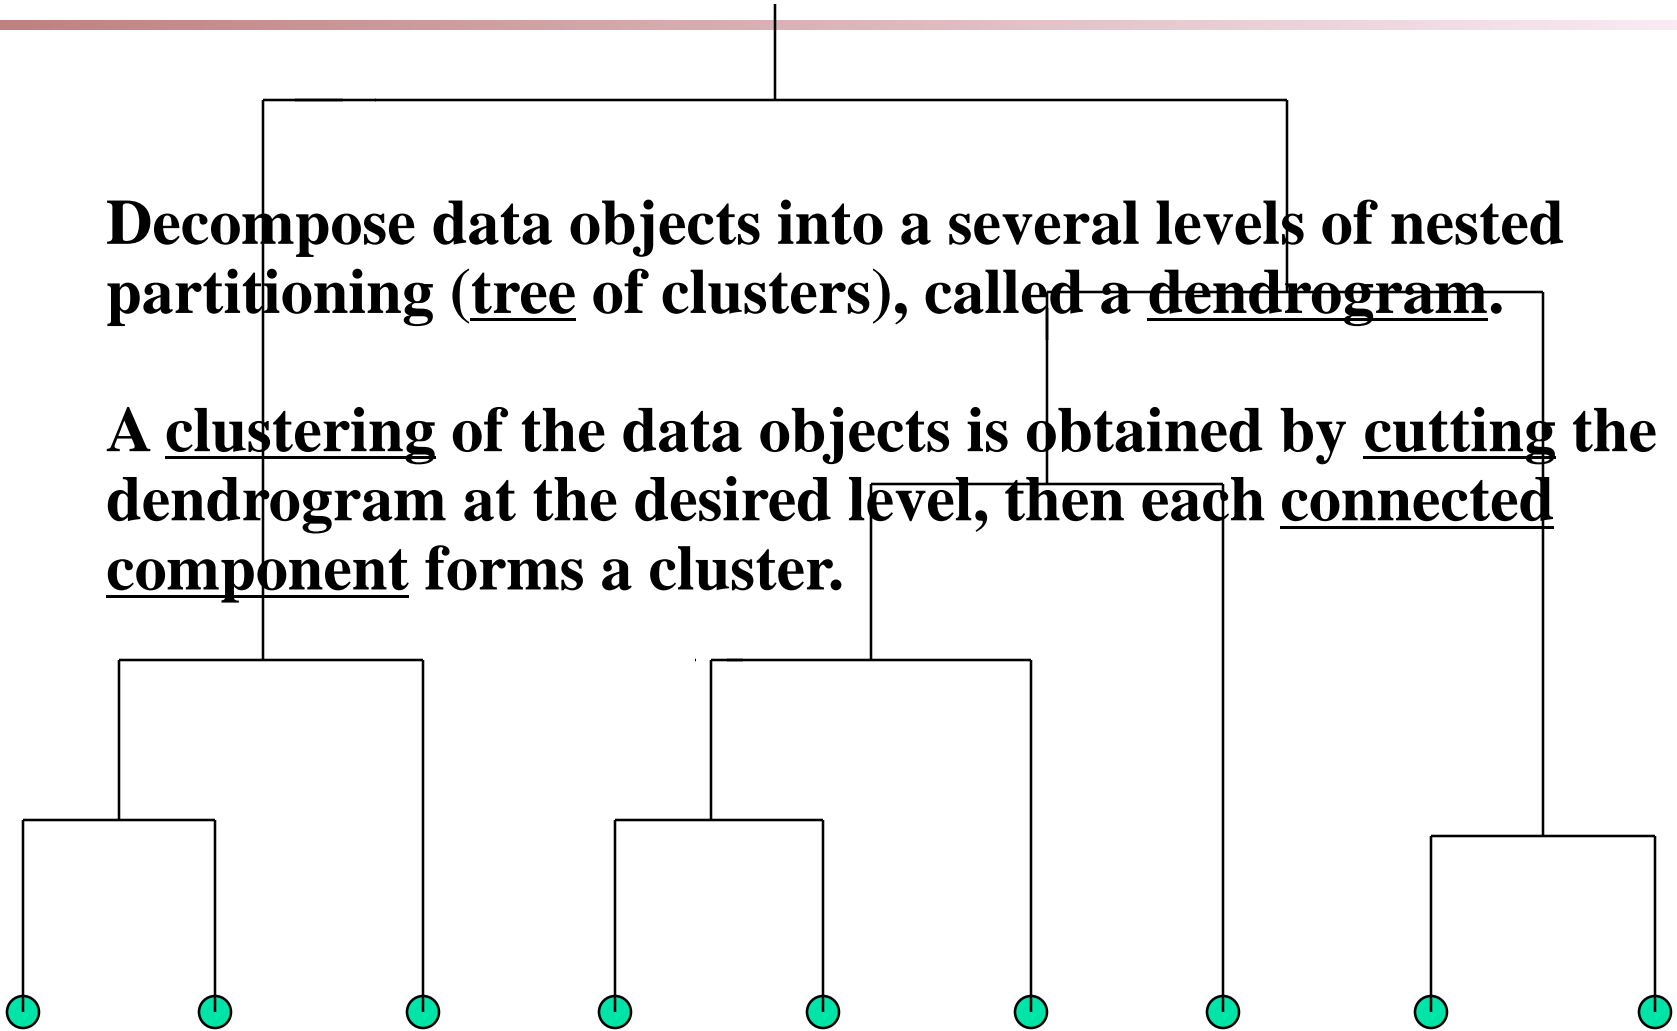 Decompose data objects into a several levels of nested
partitioning (tree of clusters), called a dendrogram.
A clustering of the data objects is obtained by cutting the
dendrogram at the desired level, then each connected
component forms a cluster.